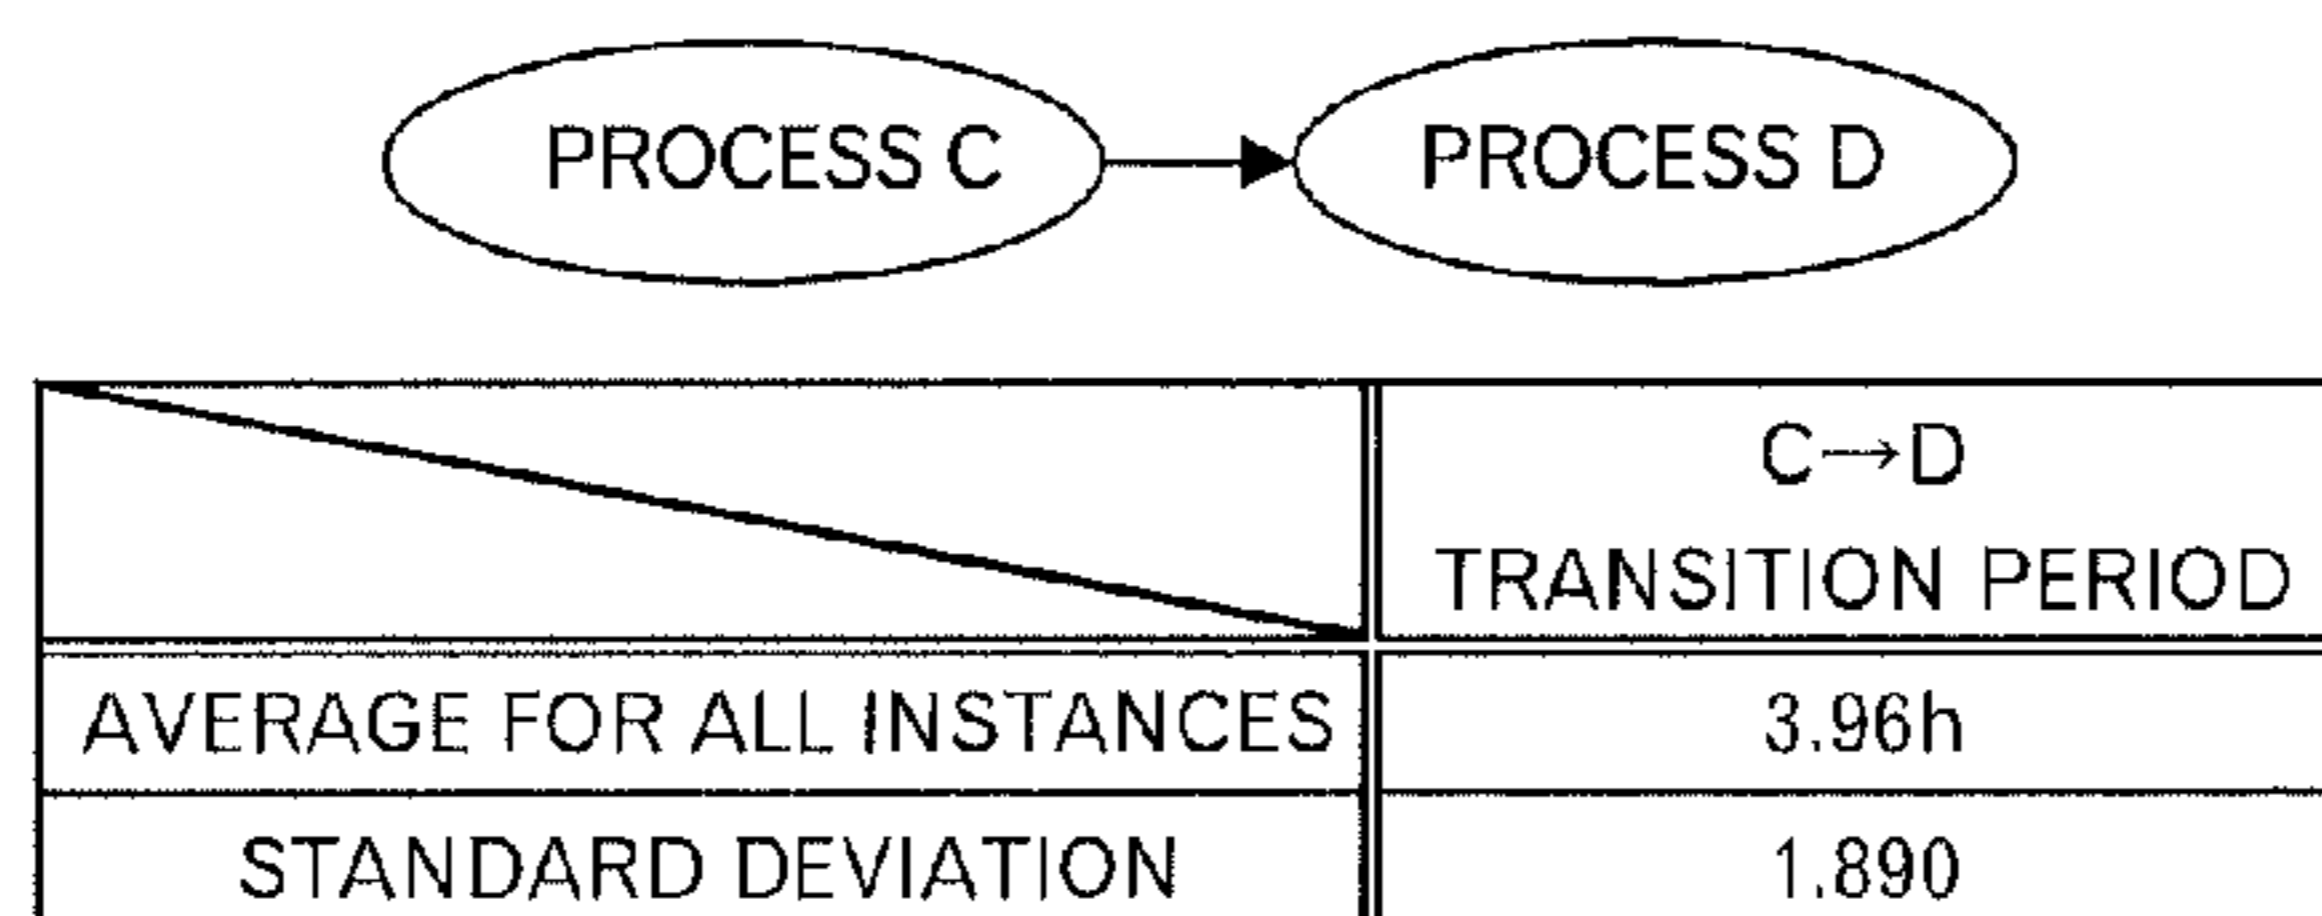 PROCESS C
PROCESS D
C→D
TRANSITION PERIOD
AVERAGE FOR ALL INSTANCES
3.96h
STANDARD DEVIATION
1.890